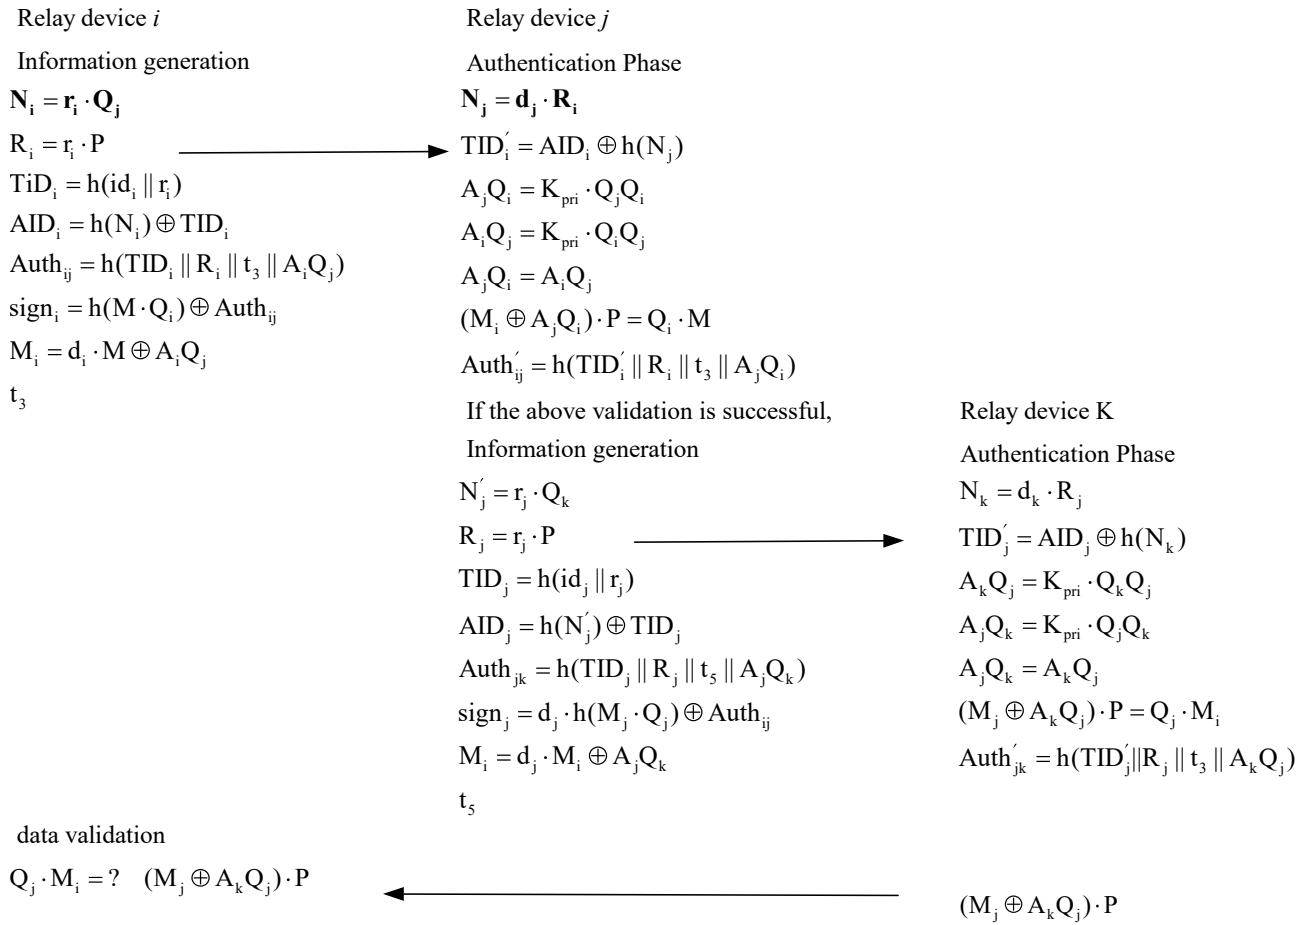 Relay device i
Information generation
N_i = r_i · Q_j
R_i = r_i · P
TiD_i = h(id_i || r_i)
AID_i = h(N_i) ⊕ TID_i
Auth_ij = h(TID_i || R_i || t_3 || A_iQ_j)
sign_i = h(M · Q_i) ⊕ Auth_ij
M_i = d_i · M ⊕ A_iQ_j
t_3
Relay device j
Authentication Phase
N_j = d_j · R_i
TID′_i = AID_i ⊕ h(N_j)
A_jQ_i = K_pri · Q_jQ_i
A_iQ_j = K_pri · Q_iQ_j
A_jQ_i = A_iQ_j
(M_i ⊕ A_jQ_i) · P = Q_i · M
Auth′_ij = h(TID′_i || R_i || t_3 || A_jQ_i)
If the above validation is successful,
Information generation
N′_j = r_j · Q_k
R_j = r_j · P
TID_j = h(id_j || r_j)
AID_j = h(N′_j) ⊕ TID_j
Auth_jk = h(TID_j || R_j || t_5 || A_jQ_k)
sign_j = d_j · h(M_j · Q_j) ⊕ Auth_ij
M_i = d_j · M_i ⊕ A_jQ_k
t_5
Relay device K
Authentication Phase
N_k = d_k · R_j
TID′_j = AID_j ⊕ h(N_k)
A_kQ_j = K_pri · Q_kQ_j
A_jQ_k = K_pri · Q_jQ_k
A_jQ_k = A_kQ_j
(M_j ⊕ A_kQ_j) · P = Q_j · M_i
Auth′_jk = h(TID′_j || R_j || t_3 || A_kQ_j)
data validation
Q_j · M_i = ? (M_j ⊕ A_kQ_j) · P
(M_j ⊕ A_kQ_j) · P